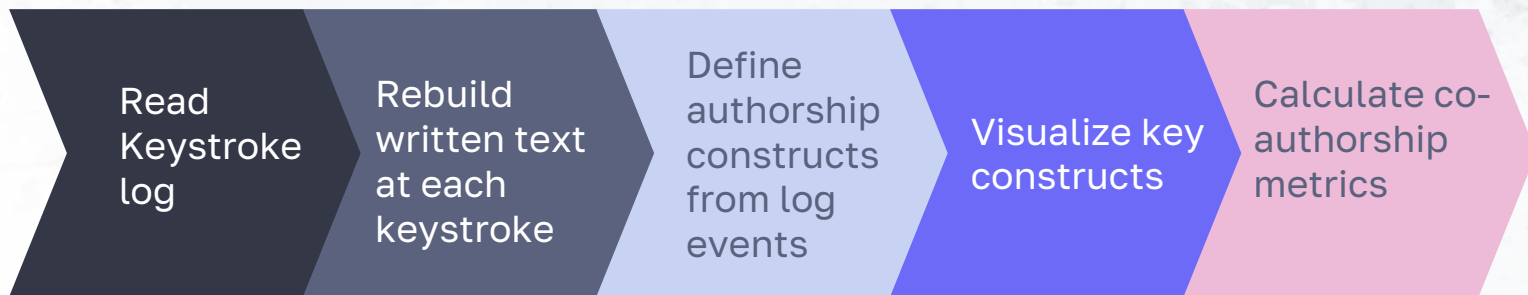 Read
Keystroke
log
Rebuild
written text
at each
keystroke
Define
authorship
constructs
from log
events
Visualize key
constructs
Calculate co-
authorship
metrics